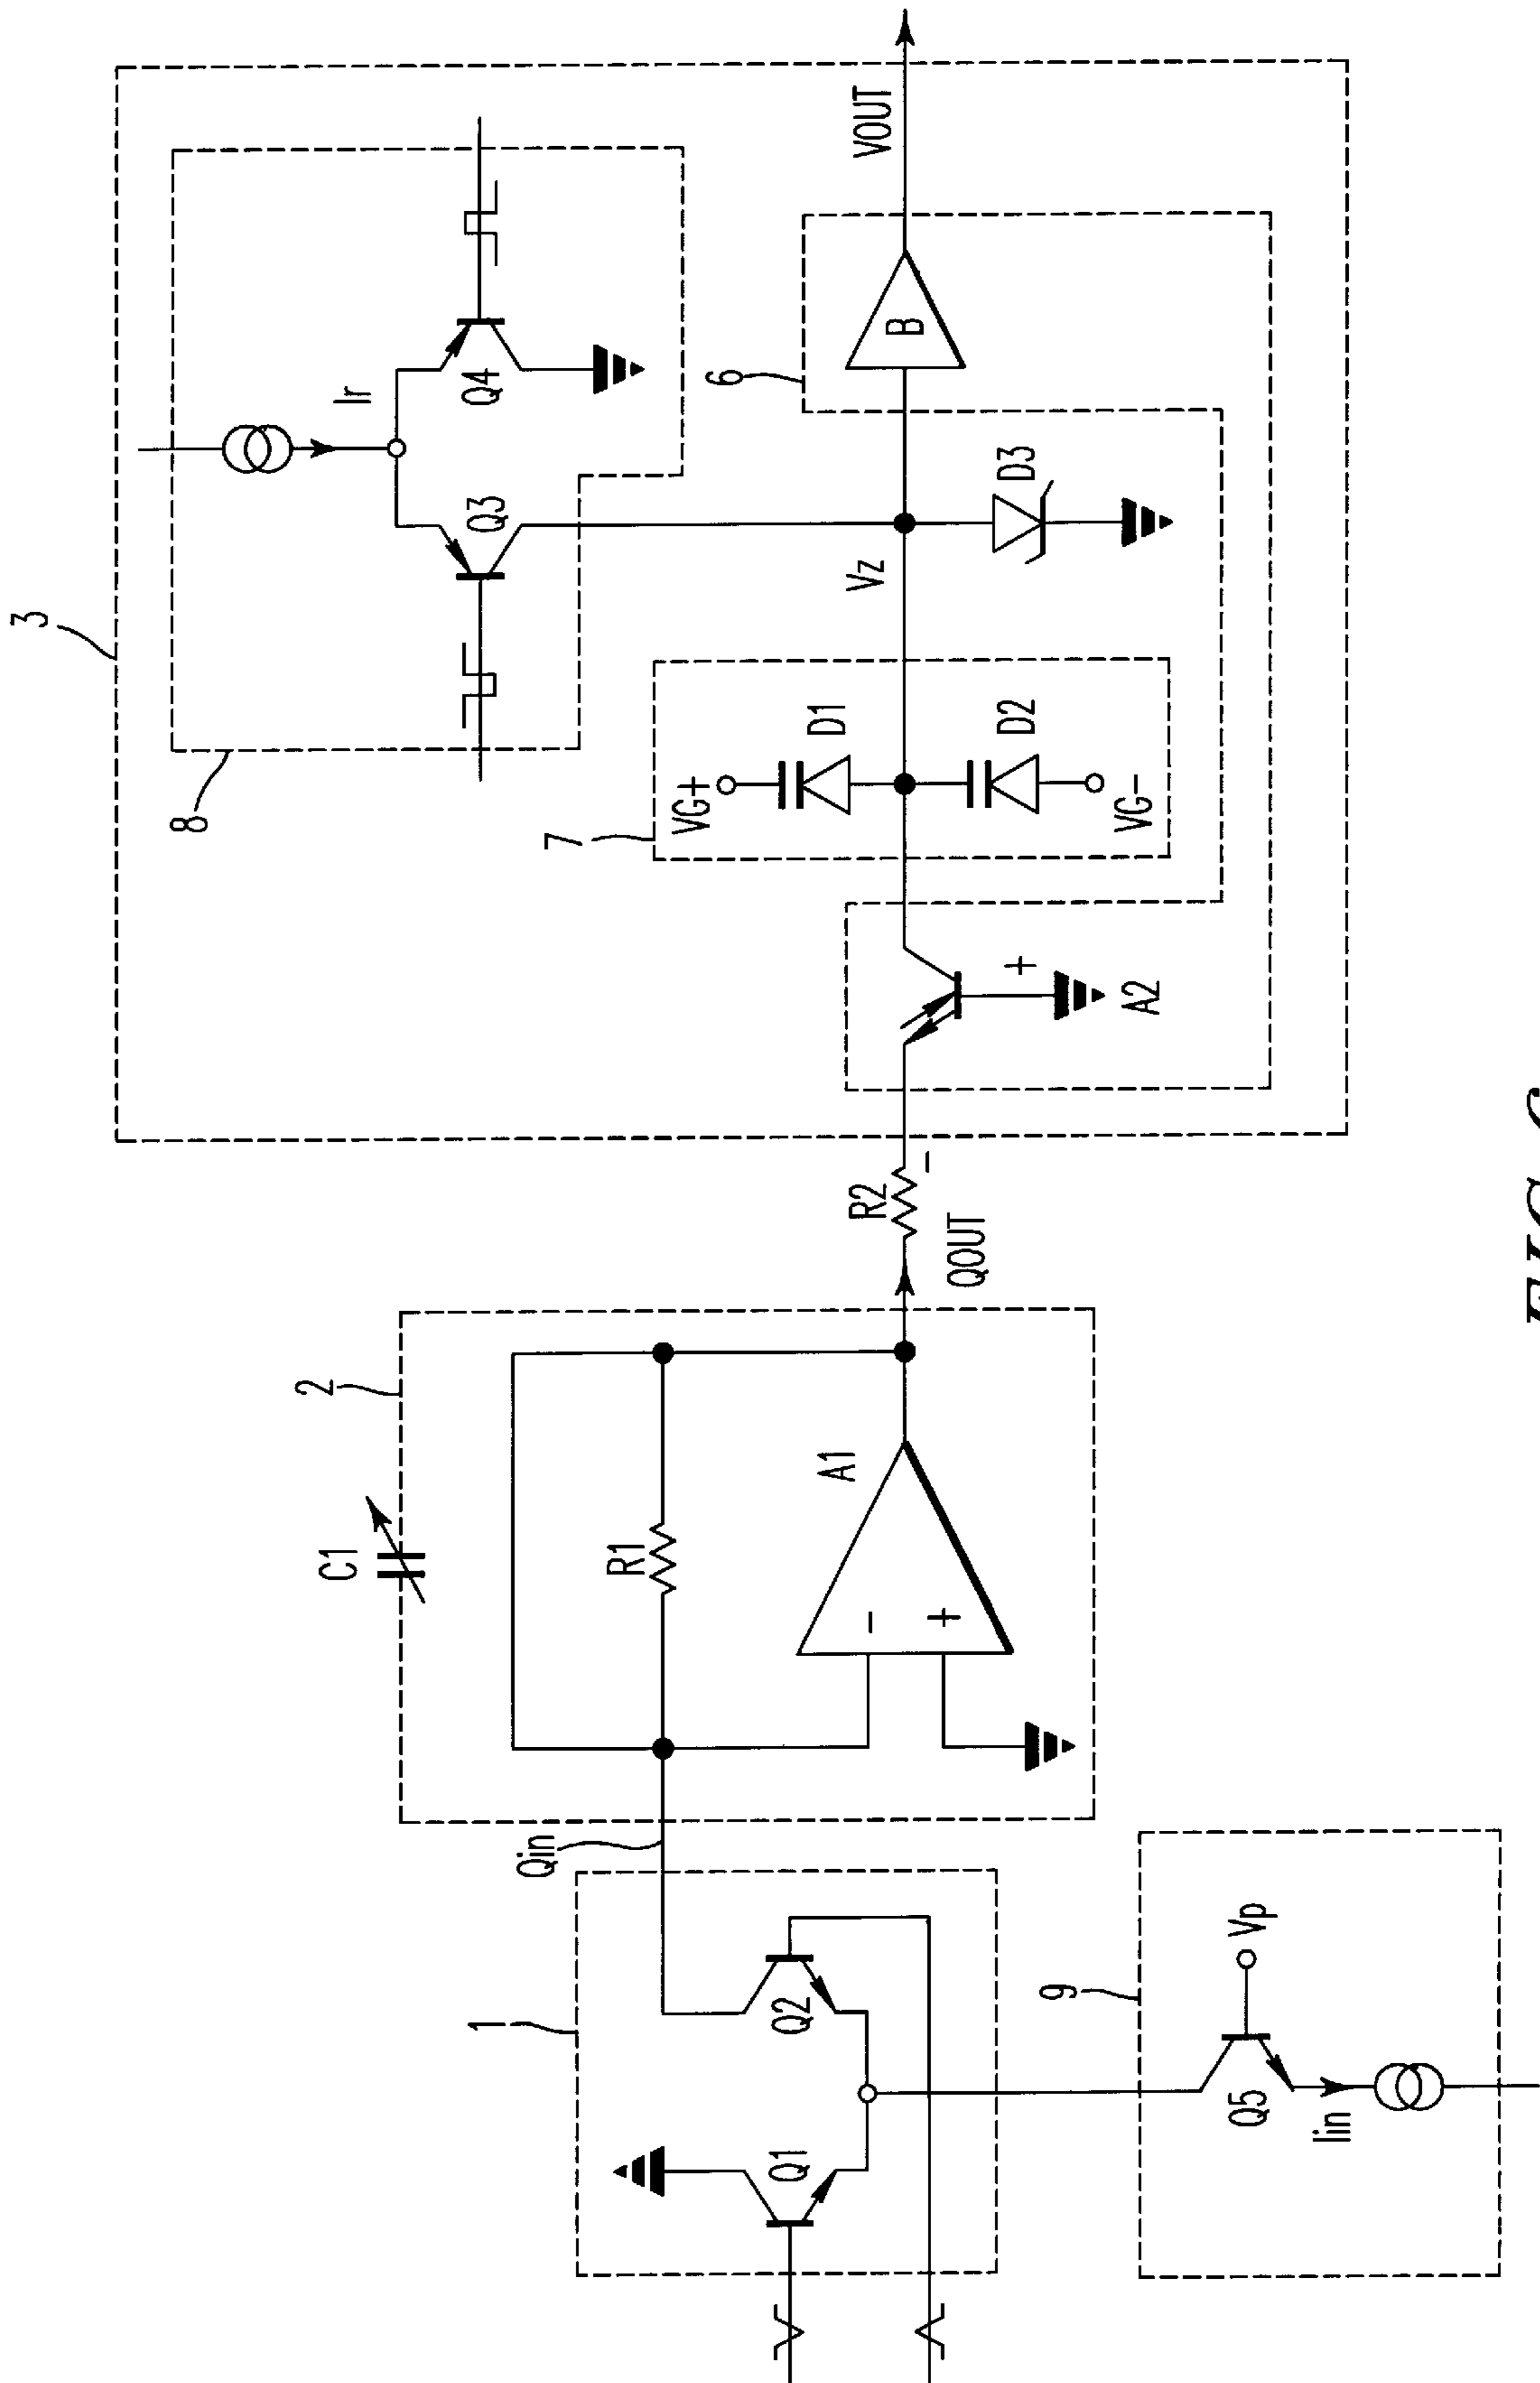 3
8
Ir
Q3
Q4
VOUT
6
B
7
VG+
D1
Vz
D2
VG-
D3
+
A2
2
C1
R1
A1
-
+
R2
-
QOUT
Qin
1
Q1
Q2
9
Vp
Q5
Iin